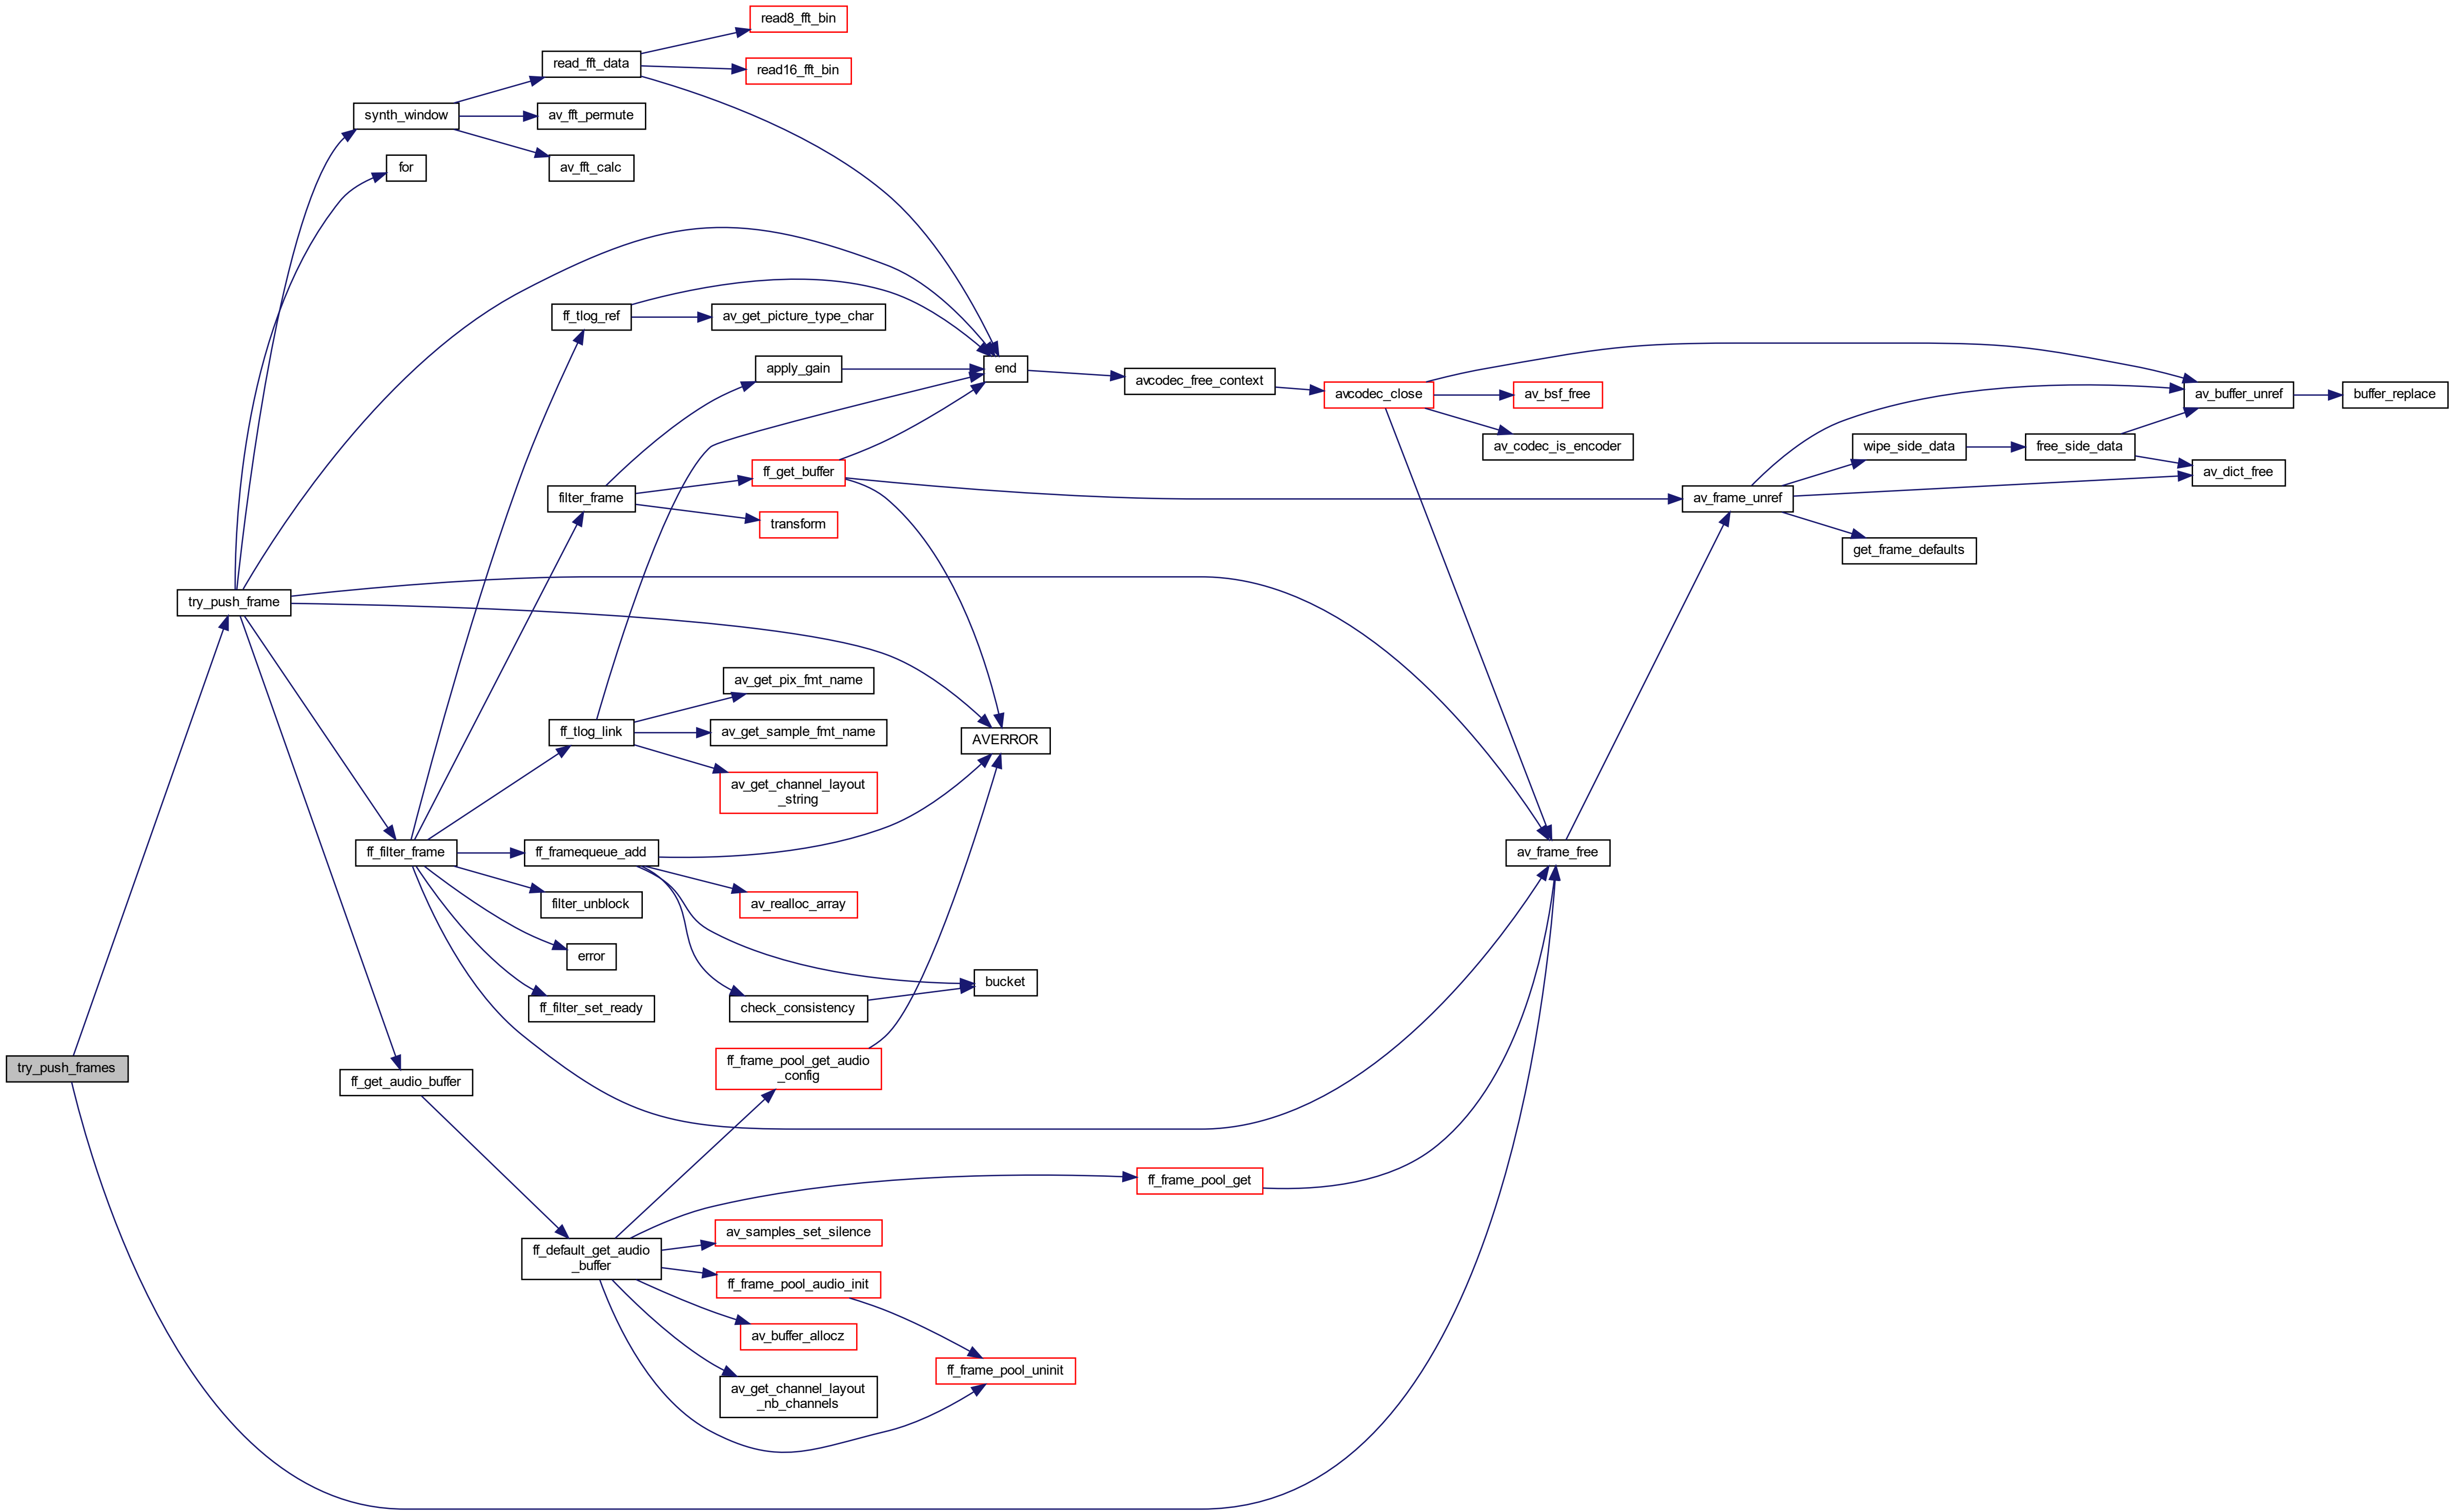 read8_fft_bin
read_fft_data
read16_fft_bin
synth_window
av_fft_permute
for
av_fft_calc
ff_tlog_ref
av_get_picture_type_char
apply_gain
end
avcodec_free_context
avcodec_close
av_bsf_free
av_buffer_unref
buffer_replace
av_codec_is_encoder
wipe_side_data
free_side_data
av_dict_free
filter_frame
ff_get_buffer
transform
av_frame_unref
get_frame_defaults
try_push_frame
av_get_pix_fmt_name
ff_tlog_link
av_get_sample_fmt_name
AVERROR
av_get_channel_layout
_string
ff_filter_frame
ff_framequeue_add
av_frame_free
filter_unblock
av_realloc_array
error
bucket
ff_filter_set_ready
check_consistency
try_push_frames
ff_get_audio_buffer
ff_frame_pool_get_audio
_config
ff_frame_pool_get
av_samples_set_silence
ff_default_get_audio
_buffer
ff_frame_pool_audio_init
av_buffer_allocz
ff_frame_pool_uninit
av_get_channel_layout
_nb_channels